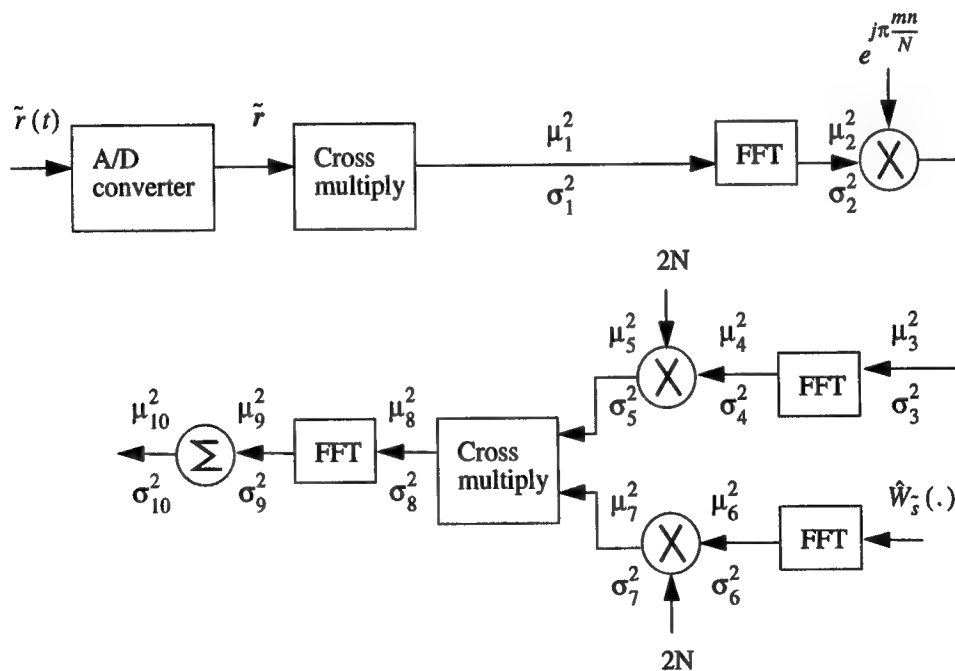 e^{jπ mn/N}
r̃(t)
A/D converter
r̃
Cross multiply
μ₁²
σ₁²
FFT
μ₂²
σ₂²
X
2N
μ₅²
σ₅²
X
μ₄²
σ₄²
FFT
μ₃²
σ₃²
μ₁₀²
σ₁₀²
Σ
μ₉²
σ₉²
FFT
μ₈²
σ₈²
Cross multiply
μ₇²
σ₇²
X
μ₆²
σ₆²
FFT
Ŵ_s̃(.)
2N